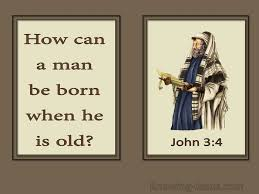 How can
a man
be born
when he
is old?
John 3:4